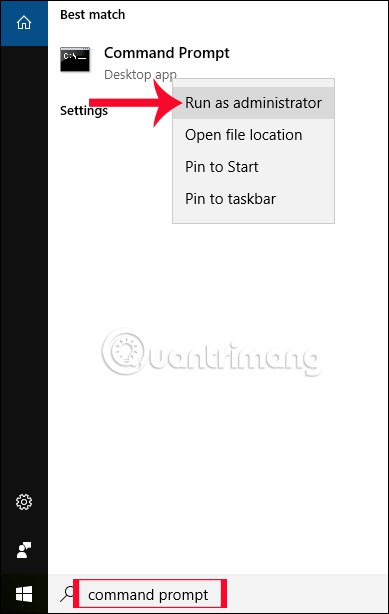 Best match
Command Prompt
Desktop app
Run as administrator
Settings
Open file location
Pin to Start
Pin to taskbar
Quantrimang
command prompt